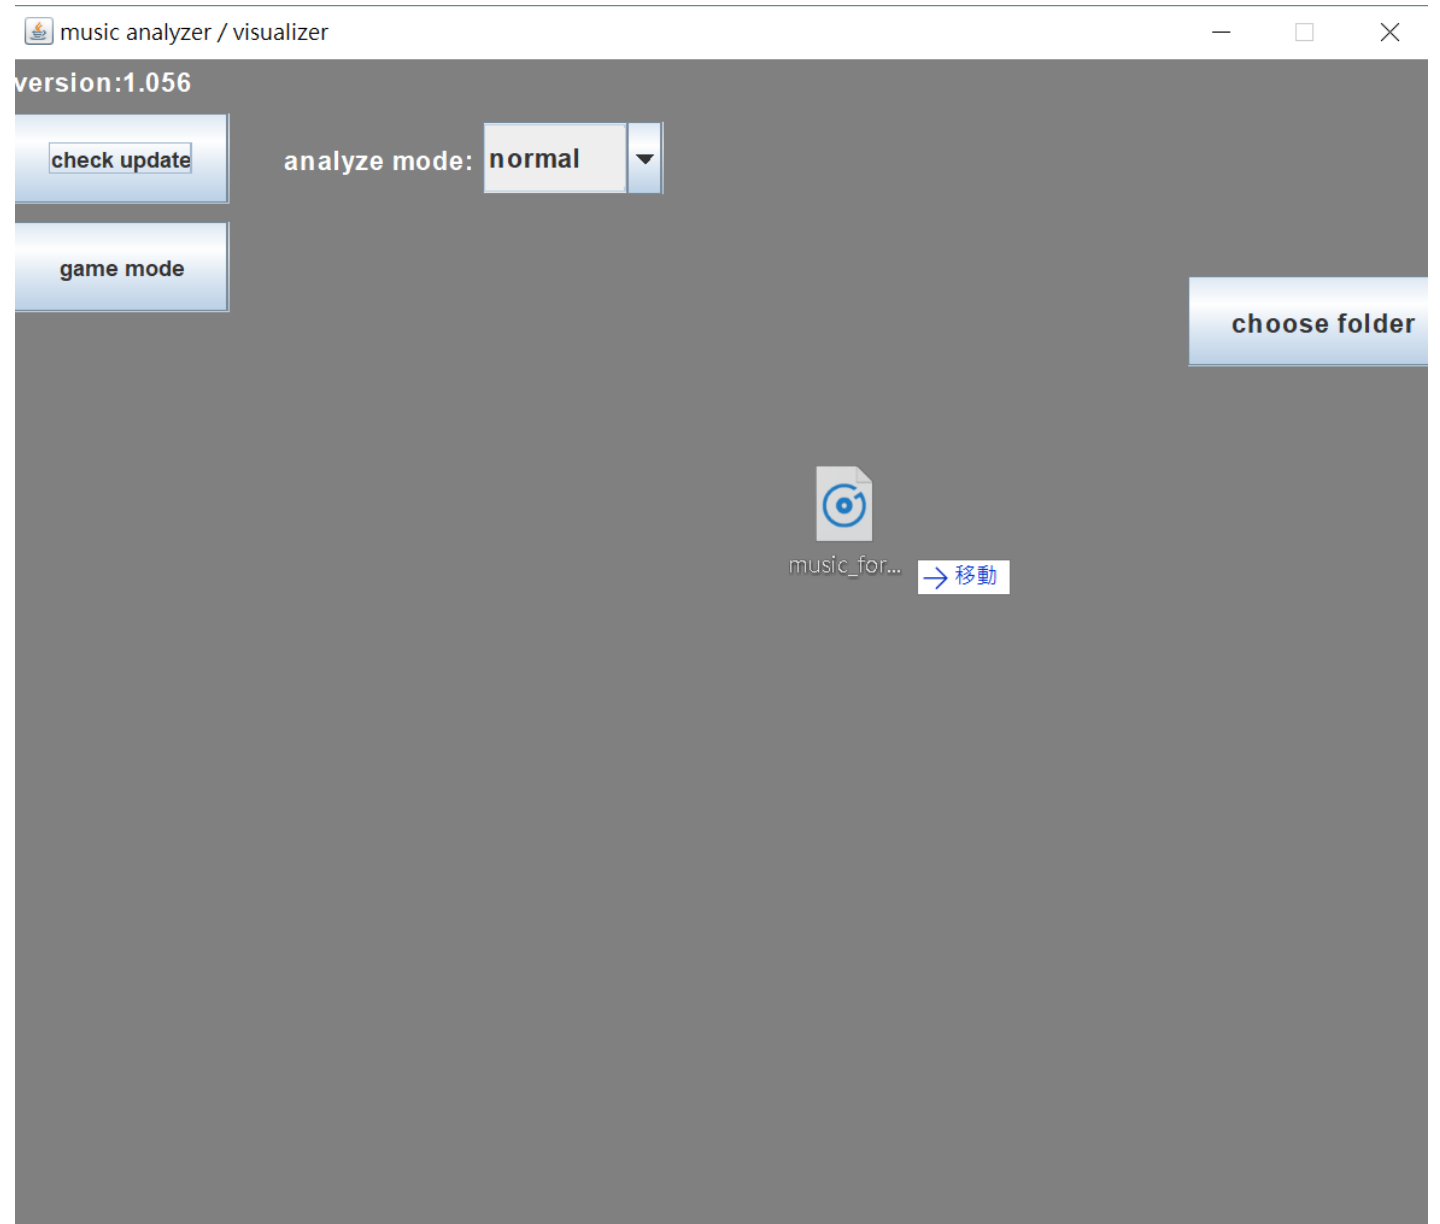 music analyzer / visualizer
version:1.056
check update
analyze mode: normal
game mode
choose folder
music_for...
移動